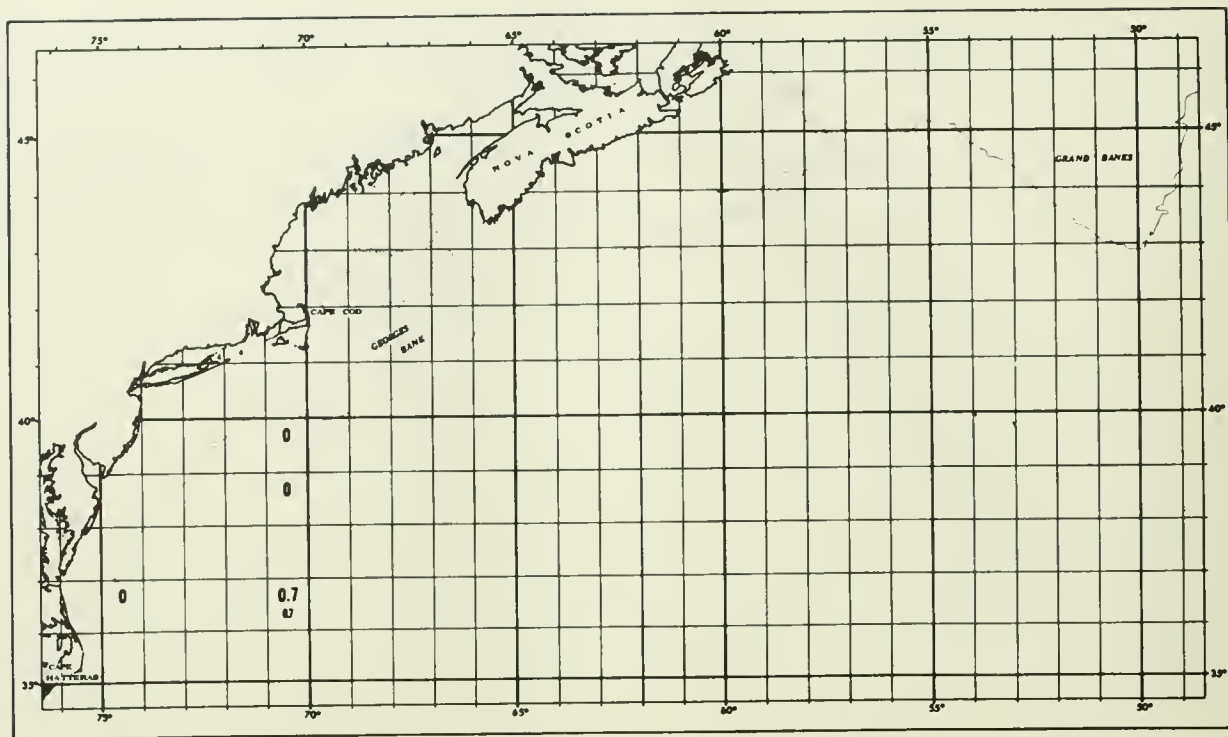 75° 70° 65° 60° 55° 50°
45° 45°
NOVA SCOTIA
GRAND BANKS
CAPE COD
GEORGES
BANK
40° 40°
0
0
0 0.7
0.7
CAPE
HATTERAS
35° 35°
75° 70° 65° 60° 55° 50°